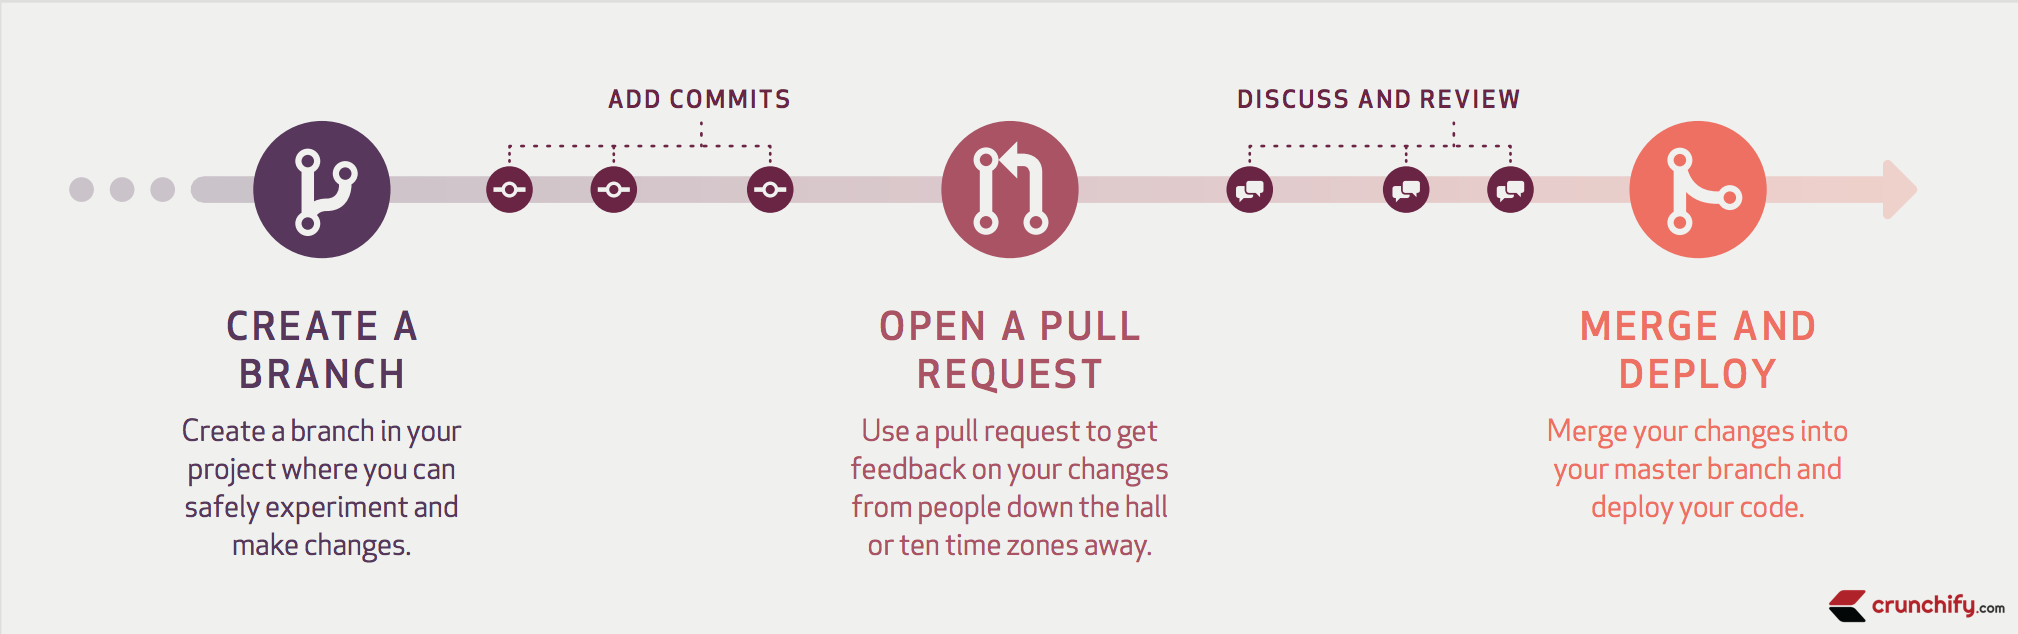 ADD COMMITS
DISCUSS AND REVIEW
CREATE A
BRANCH
Create a branch in your
project where you can
safely experiment and
make changes.
OPEN A PULL
REQUEST
Use a pull request to get
feedback on your changes
from people down the hall
or ten time zones away.
MERGE AND
DEPLOY
Merge your changes into
your master branch and
deploy your code.
crunchify.com